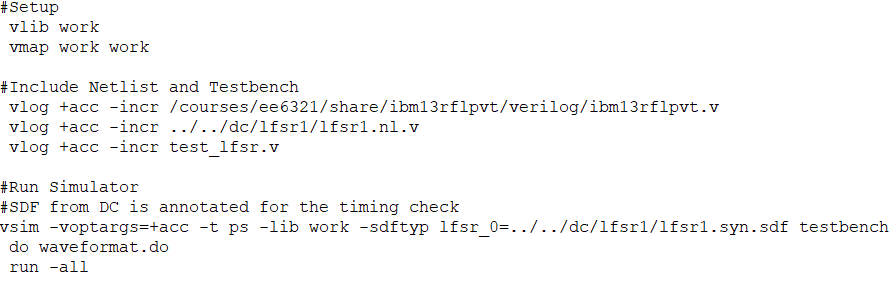 #Setup
vlib work
vmap work work
#Include Netlist and Testbench
vlog +acc -incr /courses/ee6321/share/ibm13rflpvt/verilog/ibm13rflpvt.v
vlog +acc -incr ../../dc/lfsr1/lfsr1.nl.v
vlog +acc -incr test_lfsr.v
#Run Simulator
#SDF from DC is annotated for the timing check
vsim -voptargs=+acc -t ps -lib work -sdftyp lfsr_0=../../dc/lfsr1/lfsr1.syn.sdf testbench
do waveformat.do
run -all